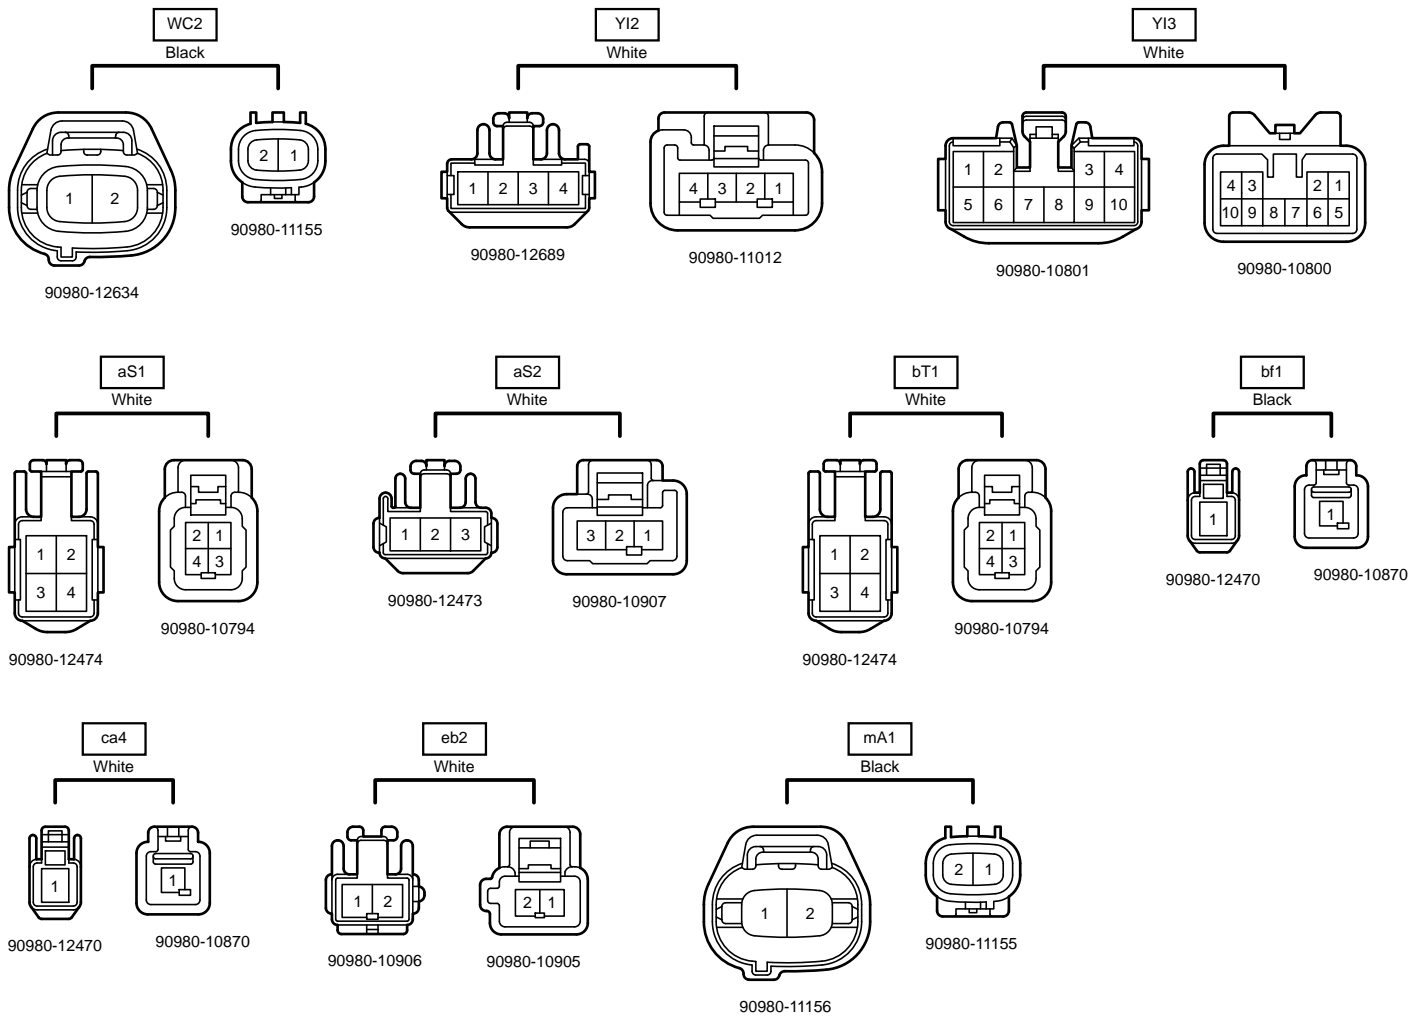 WC2
Black
1 2
2 1
90980-12634
90980-11155
YI2
White
1 2 3 4
4 3 2 1
90980-12689
90980-11012
YI3
White
1 2 3 4
5 6 7 8 9 10
4 3 2 1
10 9 8 7 6 5
90980-10801
90980-10800
aS1
White
1 2
3 4
2 1
4 3
90980-12474
90980-10794
aS2
White
1 2 3
3 2 1
90980-12473
90980-10907
bT1
White
1 2
3 4
2 1
4 3
90980-12474
90980-10794
bf1
Black
1
1
90980-12470
90980-10870
ca4
White
1
1
90980-12470
90980-10870
eb2
White
1 2
2 1
90980-10906
90980-10905
mA1
Black
1 2
2 1
90980-11156
90980-11155